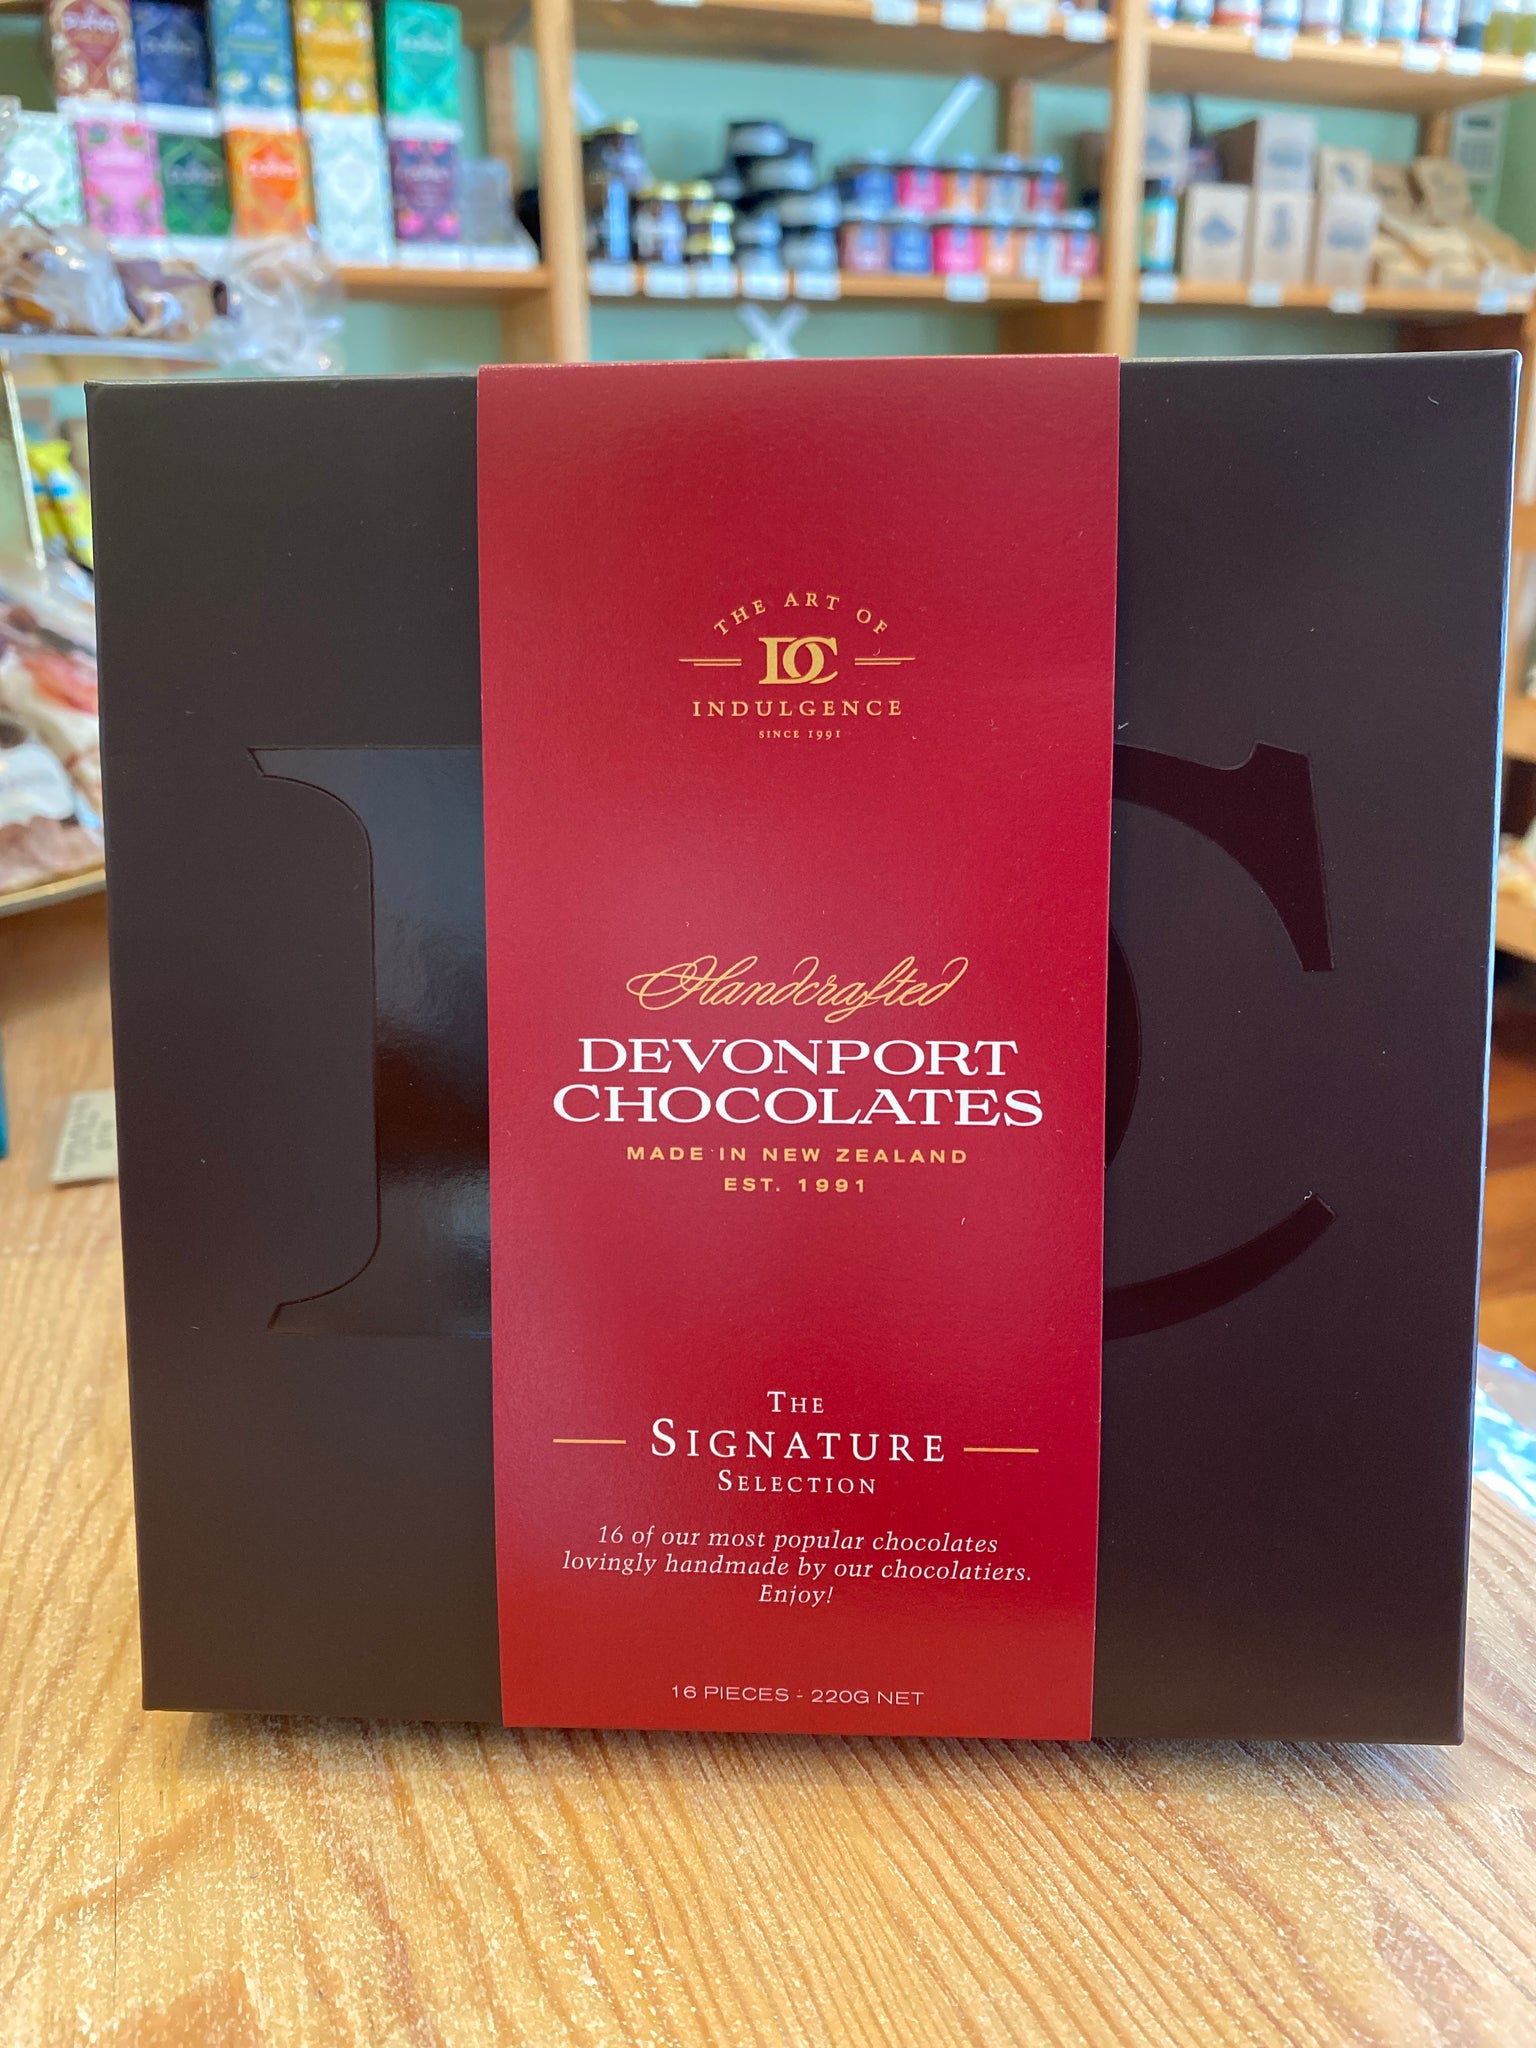 THE ART OF
DC
INDULGENCE
SINCE 1991
Handcrafted
DEVONPORT
CHOCOLATES
MADE IN NEW ZEALAND
EST. 1991
THE
SIGNATURE
SELECTION
16 of our most popular chocolates
lovingly handmade by our chocolatiers.
Enjoy!
16 PIECES - 220G NET